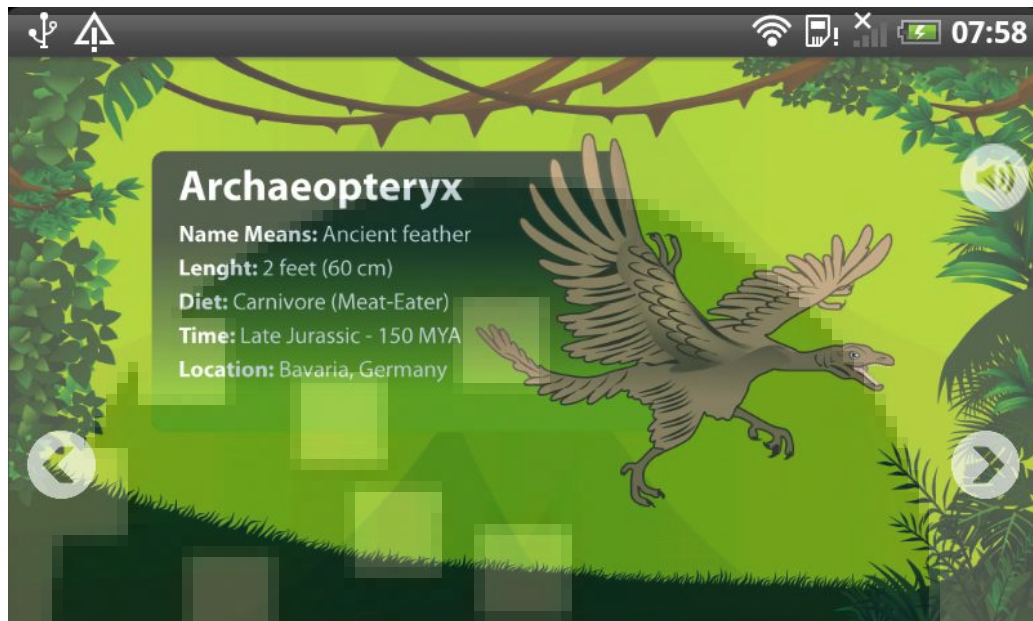 07:58
Archaeopteryx
Name Means: Ancient feather
Lenght: 2 feet (60 cm)
Diet: Carnivore (Meat-Eater)
Time: Late Jurassic - 150 MYA
Location: Bavaria, Germany